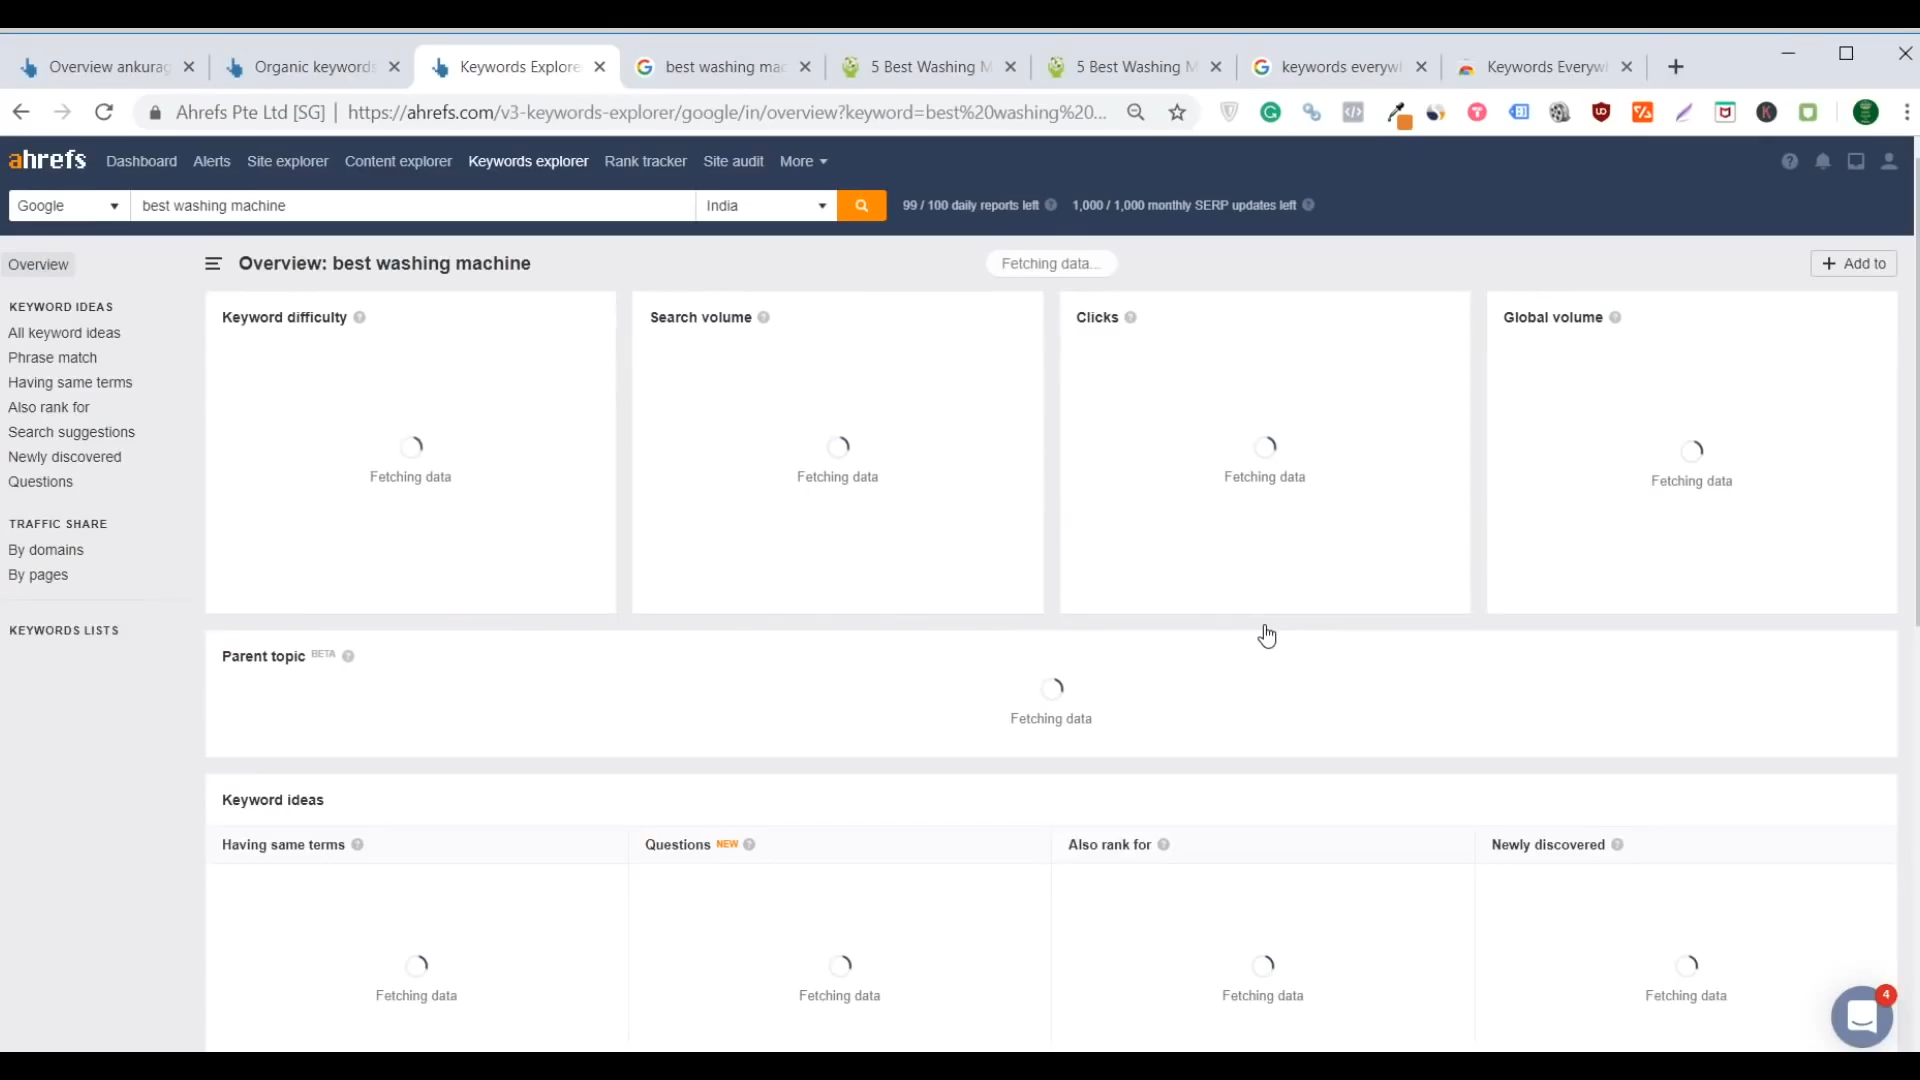 Overview ankurag
Organic keywords
Keywords Explore
best washing mac
5 Best Washing M
5 Best Washing M
keywords everywh
Keywords Everywh
Ahrefs Pte Ltd [SG] | https://ahrefs.com/v3-keywords-explorer/google/in/overview?keyword=best%20washing%20...
ahrefs Dashboard Alerts Site explorer Content explorer Keywords explorer Rank tracker Site audit More
Google best washing machine India 99 / 100 daily reports left 1,000 / 1,000 monthly SERP updates left
Overview
Overview: best washing machine
Fetching data...
+ Add to
KEYWORD IDEAS
All keyword ideas
Phrase match
Having same terms
Also rank for
Search suggestions
Newly discovered
Questions
TRAFFIC SHARE
By domains
By pages
KEYWORDS LISTS
Keyword difficulty
Fetching data
Search volume
Fetching data
Clicks
Fetching data
Global volume
Fetching data
Parent topic BETA
Fetching data
Keyword ideas
Having same terms
Questions NEW
Also rank for
Newly discovered
Fetching data
Fetching data
Fetching data
Fetching data
4